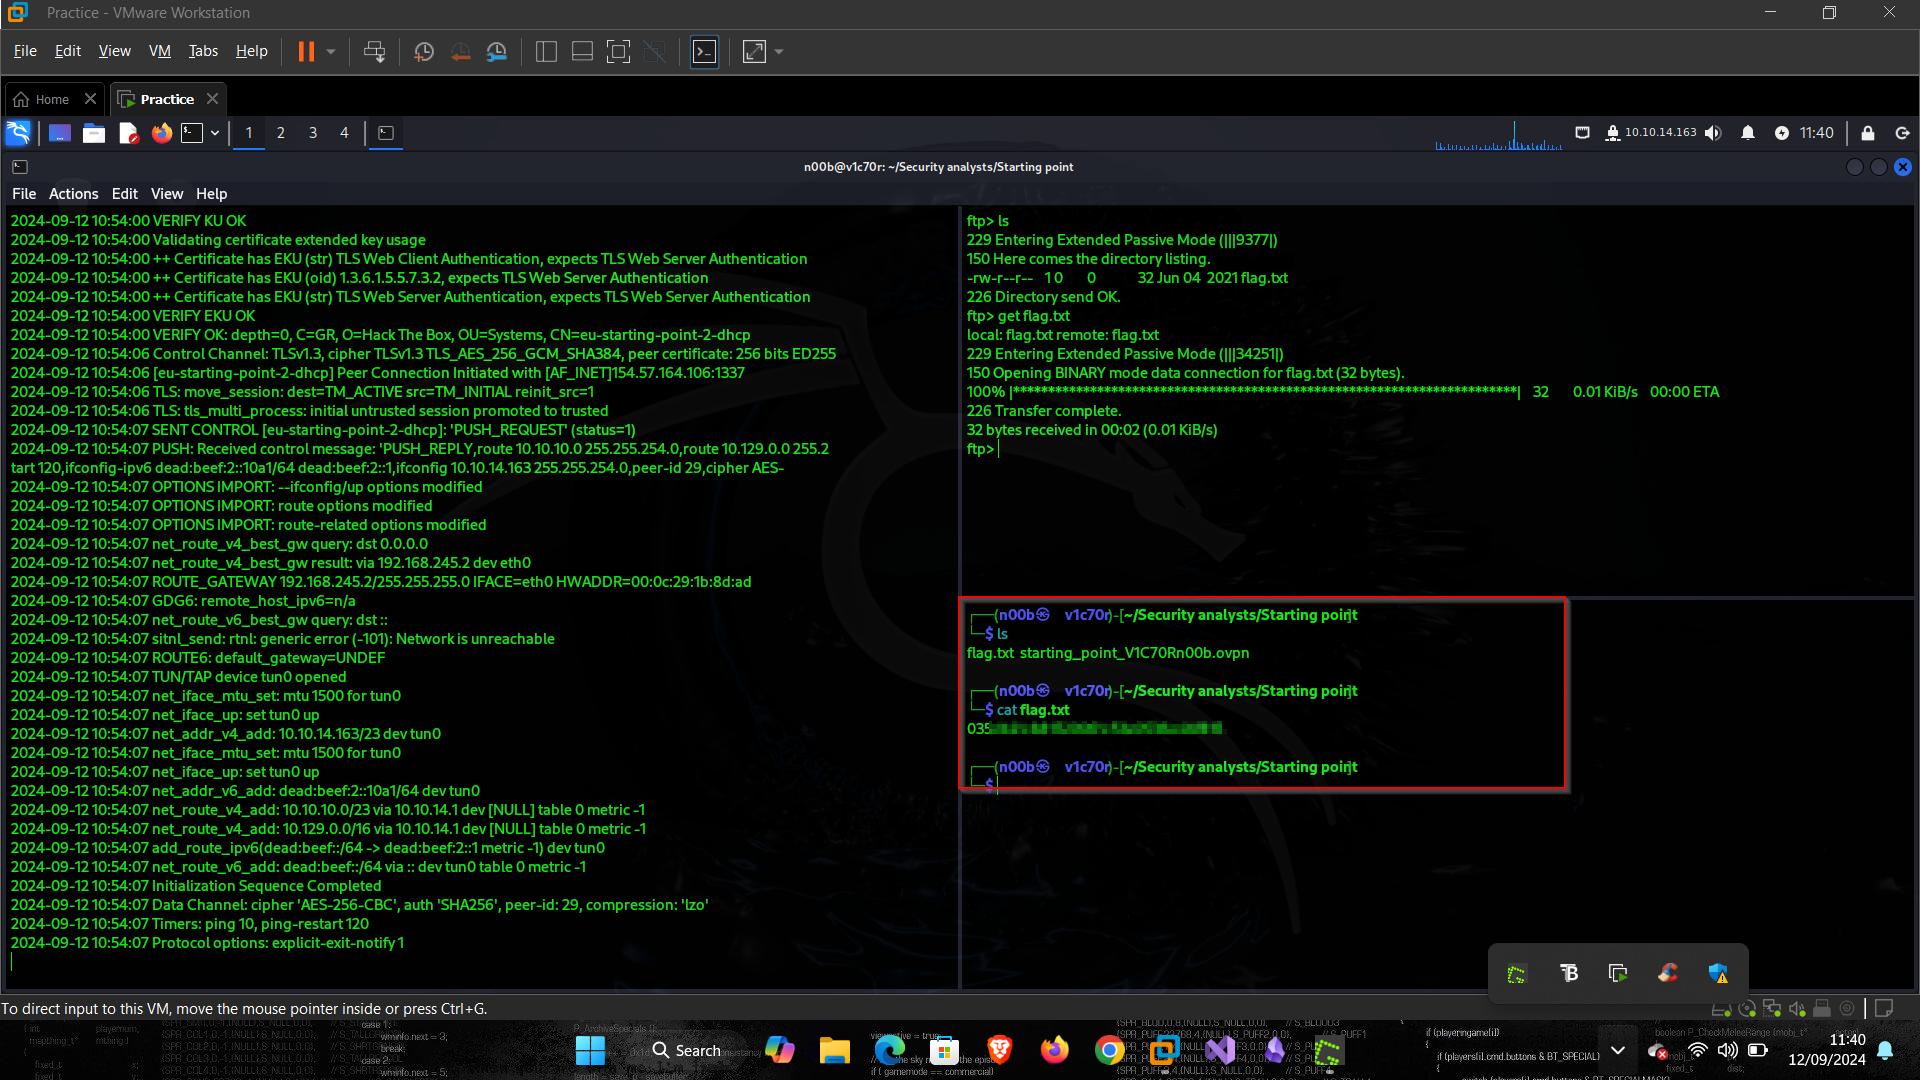 Practice - VMware Workstation
File Edit View VM Tabs Help
Home
Practice
1 2 3 4
10.10.14.163
11:40
n00b@v1c70r: ~/Security analysts/Starting point
File Actions Edit View Help
2024-09-12 10:54:00 VERIFY KU OK
2024-09-12 10:54:00 Validating certificate extended key usage
2024-09-12 10:54:00 ++ Certificate has EKU (str) TLS Web Client Authentication, expects TLS Web Server Authentication
2024-09-12 10:54:00 ++ Certificate has EKU (oid) 1.3.6.1.5.5.7.3.2, expects TLS Web Server Authentication
2024-09-12 10:54:00 ++ Certificate has EKU (str) TLS Web Server Authentication, expects TLS Web Server Authentication
2024-09-12 10:54:00 VERIFY EKU OK
2024-09-12 10:54:00 VERIFY OK: depth=0, C=GR, O=Hack The Box, OU=Systems, CN=eu-starting-point-2-dhcp
2024-09-12 10:54:06 Control Channel: TLSv1.3, cipher TLSv1.3 TLS_AES_256_GCM_SHA384, peer certificate: 256 bits ED255
2024-09-12 10:54:06 [eu-starting-point-2-dhcp] Peer Connection Initiated with [AF_INET]154.57.164.106:1337
2024-09-12 10:54:06 TLS: move_session: dest=TM_ACTIVE src=TM_INITIAL reinit_src=1
2024-09-12 10:54:06 TLS: tls_multi_process: initial untrusted session promoted to trusted
2024-09-12 10:54:07 SENT CONTROL [eu-starting-point-2-dhcp]: 'PUSH_REQUEST' (status=1)
2024-09-12 10:54:07 PUSH: Received control message: 'PUSH_REPLY,route 10.10.10.0 255.255.254.0,route 10.129.0.0 255.2
tart 120,ifconfig-ipv6 dead:beef:2::10a1/64 dead:beef:2::1,ifconfig 10.10.14.163 255.255.254.0,peer-id 29,cipher AES-
2024-09-12 10:54:07 OPTIONS IMPORT: --ifconfig/up options modified
2024-09-12 10:54:07 OPTIONS IMPORT: route options modified
2024-09-12 10:54:07 OPTIONS IMPORT: route-related options modified
2024-09-12 10:54:07 net_route_v4_best_gw query: dst 0.0.0.0
2024-09-12 10:54:07 net_route_v4_best_gw result: via 192.168.245.2 dev eth0
2024-09-12 10:54:07 ROUTE_GATEWAY 192.168.245.2/255.255.255.0 IFACE=eth0 HWADDR=00:0c:29:1b:8d:ad
2024-09-12 10:54:07 GDG6: remote_host_ipv6=n/a
2024-09-12 10:54:07 net_route_v6_best_gw query: dst ::
2024-09-12 10:54:07 sitnl_send: rtnl: generic error (-101): Network is unreachable
2024-09-12 10:54:07 ROUTE6: default_gateway=UNDEF
2024-09-12 10:54:07 TUN/TAP device tun0 opened
2024-09-12 10:54:07 net_iface_mtu_set: mtu 1500 for tun0
2024-09-12 10:54:07 net_iface_up: set tun0 up
2024-09-12 10:54:07 net_addr_v4_add: 10.10.14.163/23 dev tun0
2024-09-12 10:54:07 net_iface_mtu_set: mtu 1500 for tun0
2024-09-12 10:54:07 net_iface_up: set tun0 up
2024-09-12 10:54:07 net_addr_v6_add: dead:beef:2::10a1/64 dev tun0
2024-09-12 10:54:07 net_route_v4_add: 10.10.10.0/23 via 10.10.14.1 dev [NULL] table 0 metric -1
2024-09-12 10:54:07 net_route_v4_add: 10.129.0.0/16 via 10.10.14.1 dev [NULL] table 0 metric -1
2024-09-12 10:54:07 add_route_ipv6(dead:beef::/64 -> dead:beef:2::1 metric -1) dev tun0
2024-09-12 10:54:07 net_route_v6_add: dead:beef::/64 via :: dev tun0 table 0 metric -1
2024-09-12 10:54:07 Initialization Sequence Completed
2024-09-12 10:54:07 Data Channel: cipher 'AES-256-CBC', auth 'SHA256', peer-id: 29, compression: 'lzo'
2024-09-12 10:54:07 Timers: ping 10, ping-restart 120
2024-09-12 10:54:07 Protocol options: explicit-exit-notify 1
ftp> ls
229 Entering Extended Passive Mode (|||9377|)
150 Here comes the directory listing.
-rw-r--r-- 1 0 0 32 Jun 04 2021 flag.txt
226 Directory send OK.
ftp> get flag.txt
local: flag.txt remote: flag.txt
229 Entering Extended Passive Mode (|||34251|)
150 Opening BINARY mode data connection for flag.txt (32 bytes).
100% |***********************************************************************| 32 0.01 KiB/s 00:00 ETA
226 Transfer complete.
32 bytes received in 00:02 (0.01 KiB/s)
ftp>
┌──(n00b㉿v1c70r)-[~/Security analysts/Starting point]
└─$ ls
flag.txt starting_point_V1C70Rn00b.ovpn
┌──(n00b㉿v1c70r)-[~/Security analysts/Starting point]
└─$ cat flag.txt
035
┌──(n00b㉿v1c70r)-[~/Security analysts/Starting point]
└─$
To direct input to this VM, move the mouse pointer inside or press Ctrl+G.
Search
11:40
12/09/2024